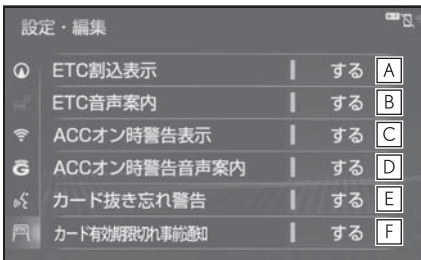 設定・編集
ETC割込表示 する A
ETC音声案内 する B
ACCオン時警告表示 する C
ACCオン時警告音声案内 する D
カード抜き忘れ警告 する E
カード有効期限切れ事前通知 する F